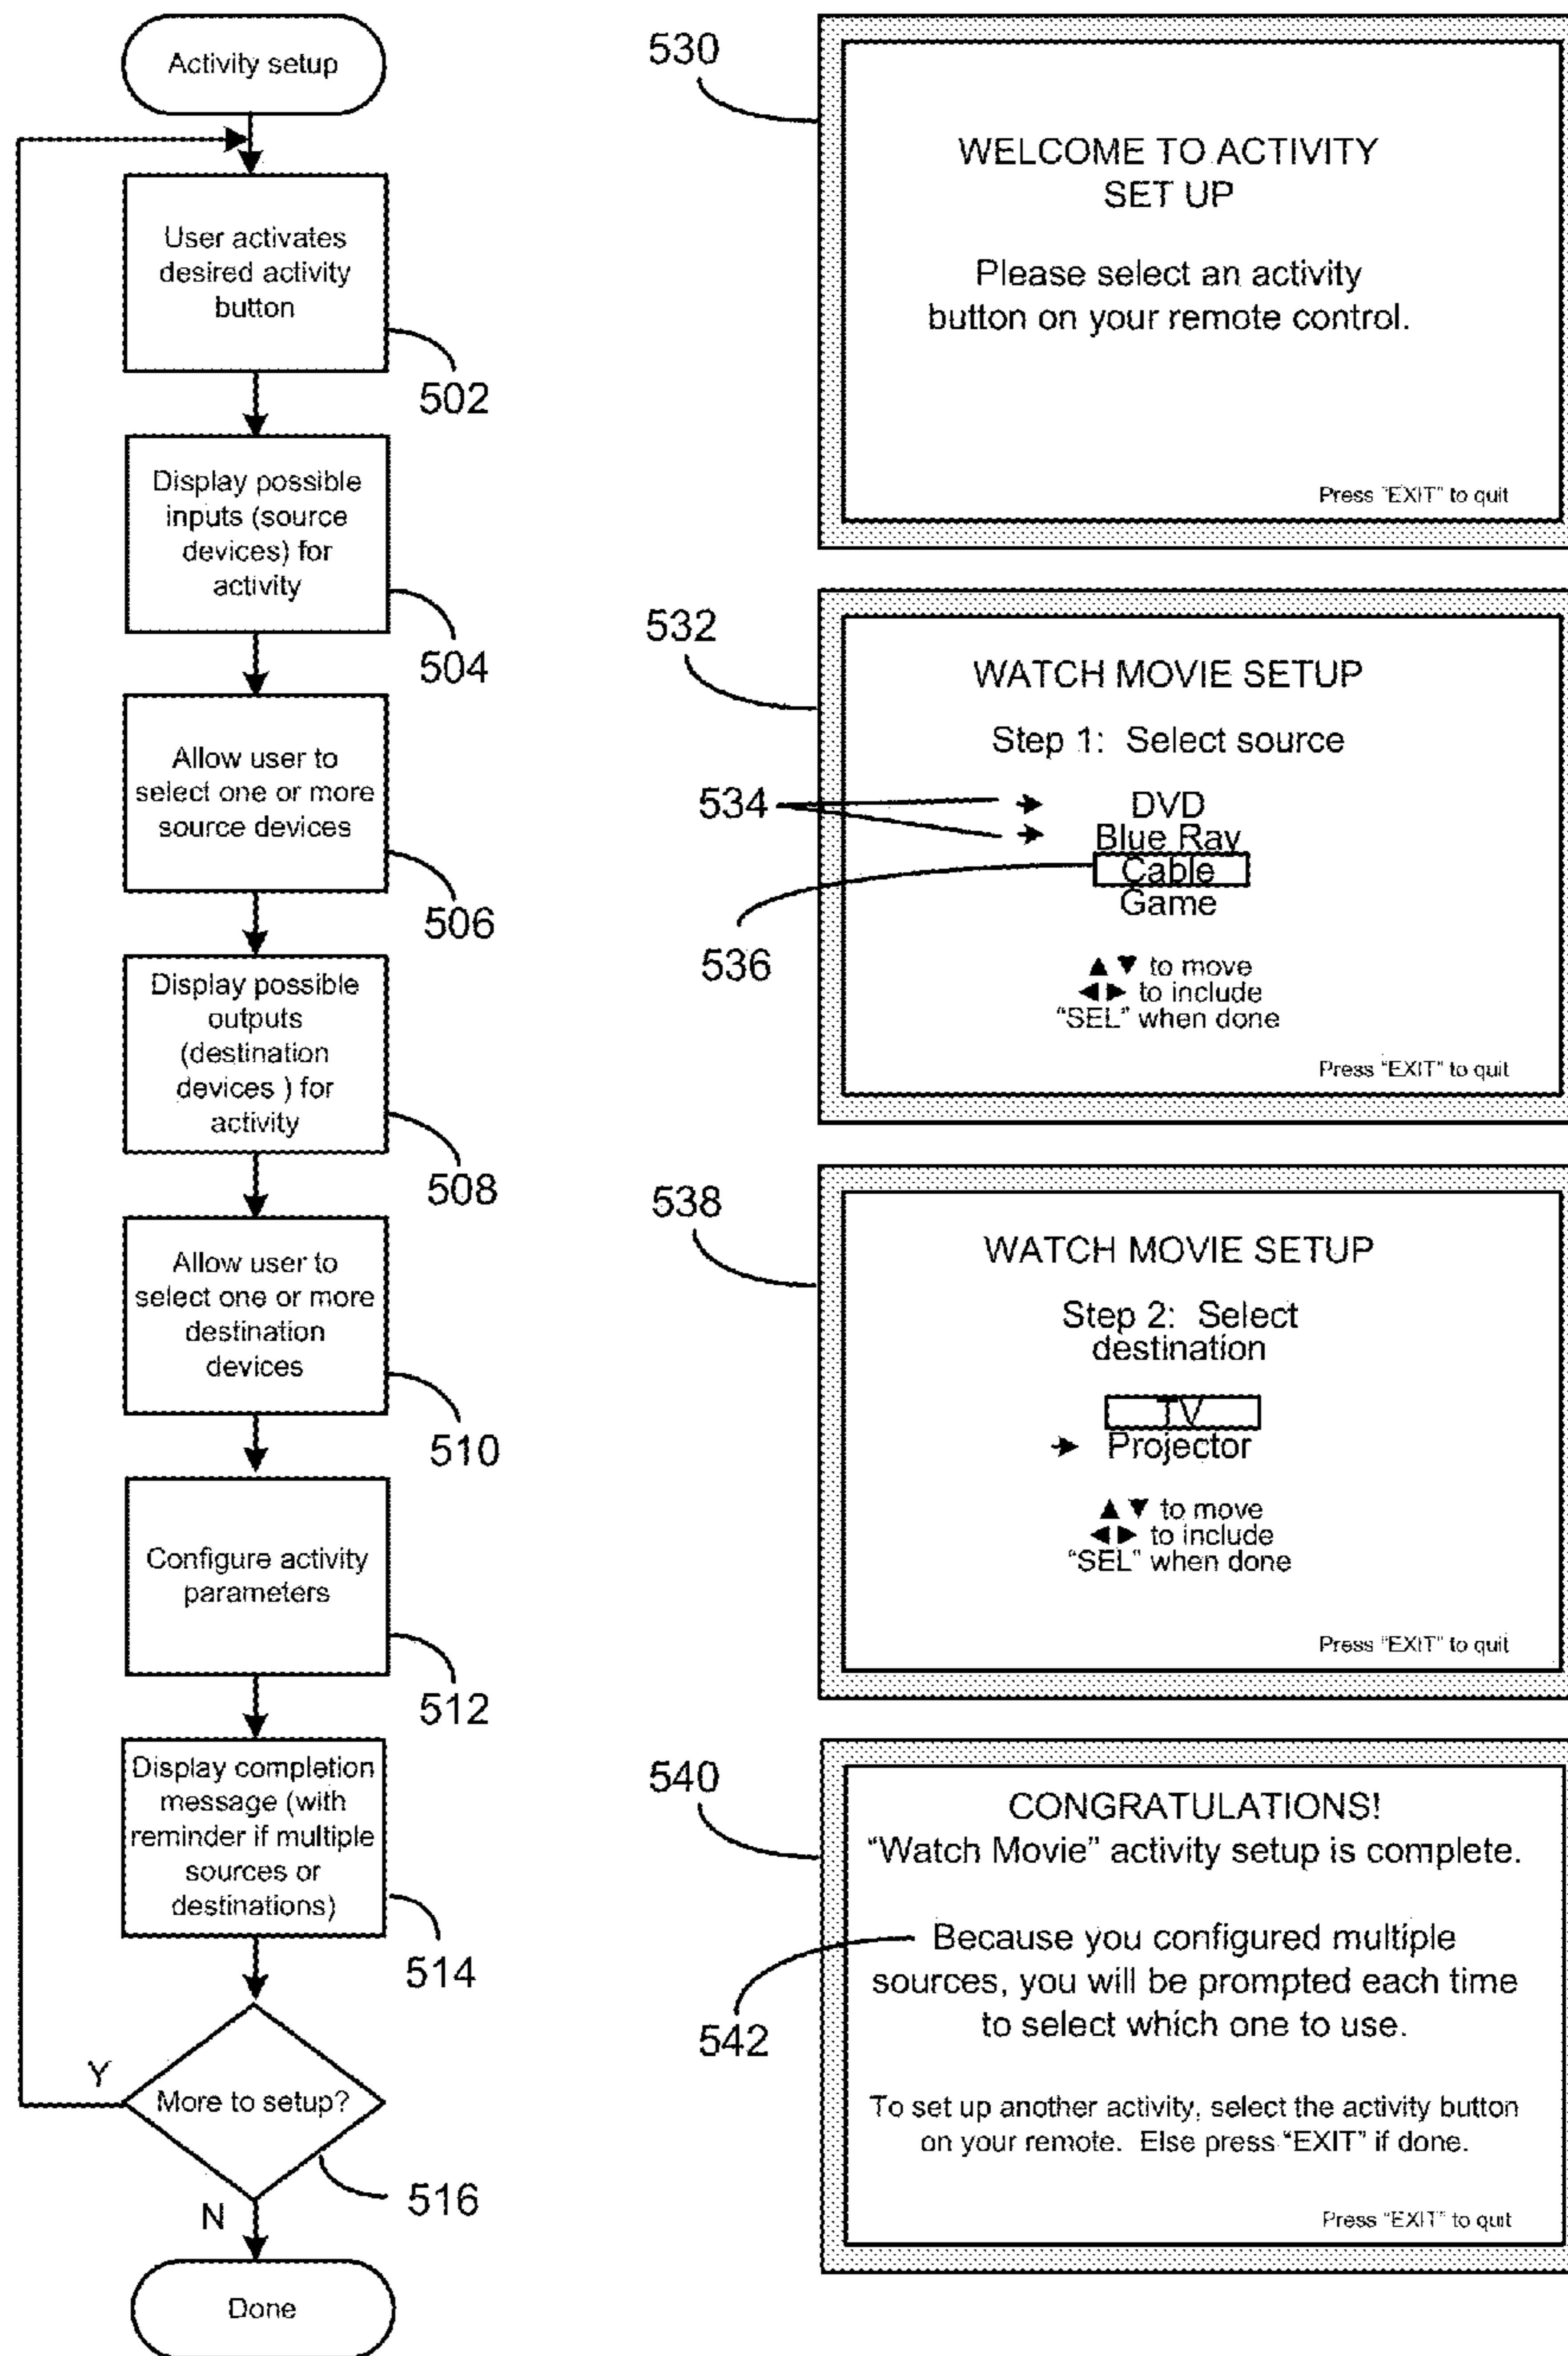 Activity setup
User activates
desired activity
button
502
Display possible
inputs (source
devices) for
activity
504
Allow user to
select one or more
source devices
506
Display possible
outputs
(destination
devices ) for
activity
508
Allow user to
select one or more
destination
devices
510
Configure activity
parameters
512
Display completion
message (with
reminder if multiple
sources or
destinations)
514
Y
More to setup?
516
N
Done
530
WELCOME TO ACTIVITY
SET UP
Please select an activity
button on your remote control.
Press "EXIT" to quit
532
WATCH MOVIE SETUP
Step 1: Select source
534
DVD
Blue Ray
Cable
Game
536
▲ ▼ to move
◀ ▶ to include
"SEL" when done
Press "EXIT" to quit
538
WATCH MOVIE SETUP
Step 2: Select
destination
TV
Projector
▲ ▼ to move
◀ ▶ to include
"SEL" when done
Press "EXIT" to quit
540
CONGRATULATIONS!
"Watch Movie" activity setup is complete.
Because you configured multiple
sources, you will be prompted each time
to select which one to use.
542
To set up another activity, select the activity button
on your remote. Else press "EXIT" if done.
Press "EXIT" to quit